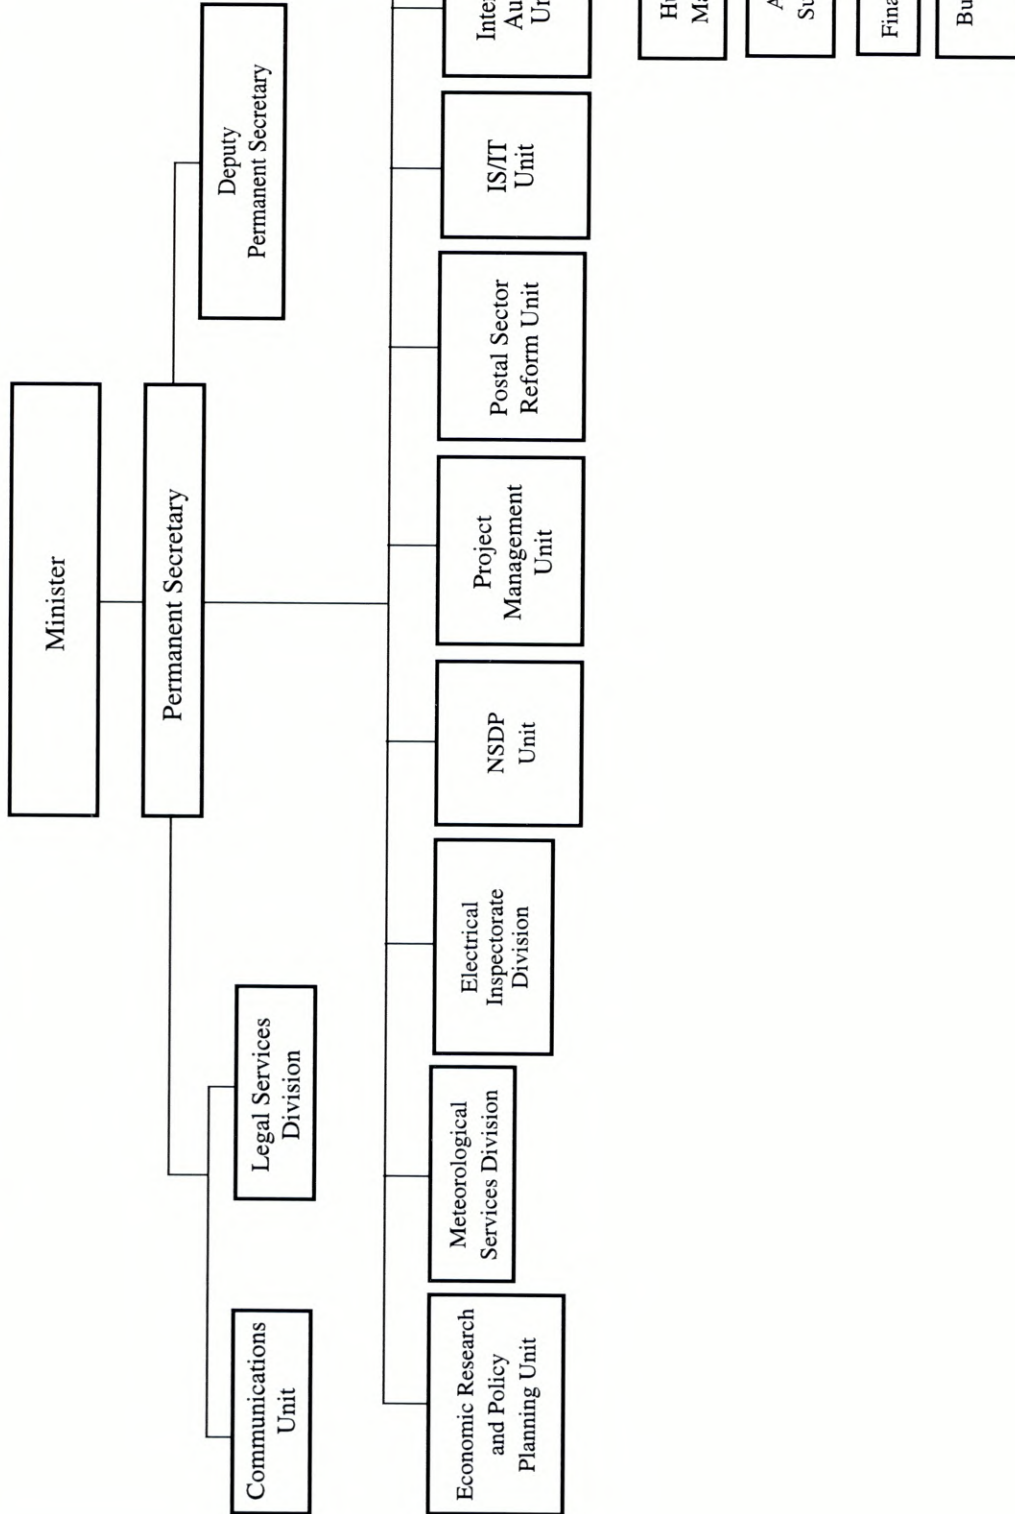 Minister
Permanent Secretary
Deputy
Permanent Secretary
Communications
Unit
Legal Services
Division
Economic Research
and Policy
Planning Unit
Meteorological
Services Division
Electrical
Inspectorate
Division
NSDP
Unit
Project
Management
Unit
Postal Sector
Reform Unit
IS/IT
Unit